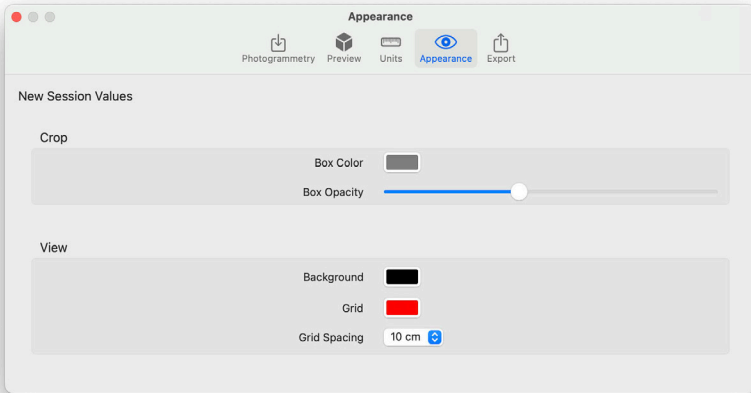 Appearance
Photogrammetry Preview Units Appearance Export
New Session Values
Crop
Box Color
Box Opacity
View
Background
Grid
Grid Spacing 10 cm